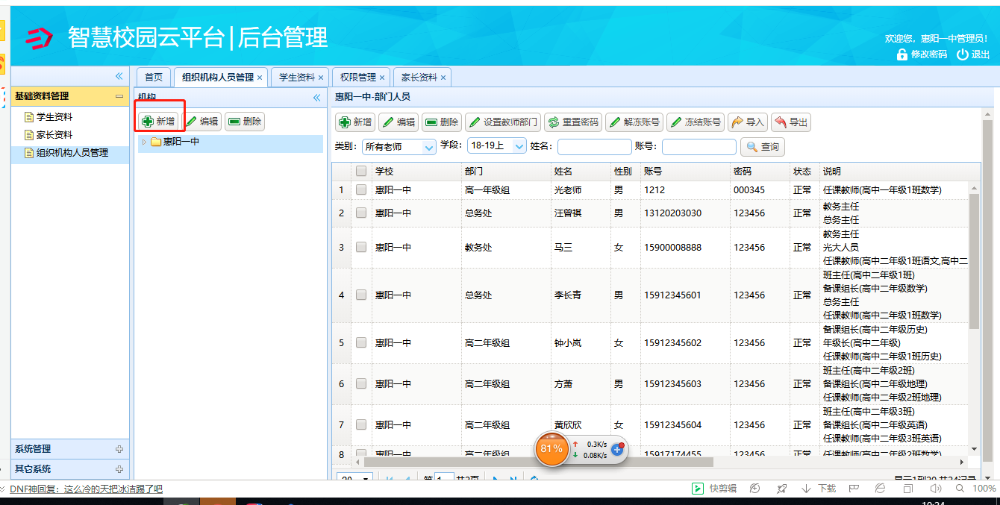 智慧校园云平台|后台管理
欢迎您，惠阳一中管理员!
修改密码 退出
首页 组织机构人员管理 × 学生资料 × 权限管理 × 家长资料 ×
基础资料管理
学生资料
家长资料
组织机构人员管理
系统管理
其它系统
机构
新增 编辑 删除
惠阳一中
惠阳一中-部门人员
新增 编辑 删除 设置教师部门 重置密码 解冻账号 冻结账号 导入 导出
类别: 所有老师 学段: 18-19上 姓名: 账号: 查询
学校 部门 姓名 性别 账号 密码 状态 说明
1 惠阳一中 高一年级组 光老师 男 1212 000345 正常 任课教师(高中一年级1班数学)
2 惠阳一中 总务处 汪曾祺 男 13120203030 123456 正常 教务主任
总务主任
3 惠阳一中 教务处 马三 女 15900008888 123456 正常 教务主任
光大人员
任课教师(高中二年级1班语文,高中二
4 惠阳一中 总务处 李长青 男 15912345601 123456 正常 班主任(高中二年级1班)
备课组长(高中二年级数学)
总务主任
任课教师(高中二年级1班数学)
5 惠阳一中 高二年级组 钟小岚 女 15912345602 123456 正常 备课组长(高中二年级历史)
年级长(高中二年级)
任课教师(高中二年级1班历史)
6 惠阳一中 高二年级组 方萧 男 15912345603 123456 正常 班主任(高中二年级2班)
备课组长(高中二年级地理)
任课教师(高中二年级2班地理)
7 惠阳一中 高二年级组 黄欣欣 女 15912345604 123456 正常 班主任(高中二年级3班)
备课组长(高中二年级英语)
任课教师(高中二年级3班英语)
8 惠阳一中 高二年级组 15917174455 123456 正常 任课教师(高中二年级2班数学)
81% 0.3K/s
0.08K/s
20 第 1 共2页 显示1到20,共24记录
DNF神回复：这么冷的天把冰洁踢了吧
快剪辑 下载 100%
10:24